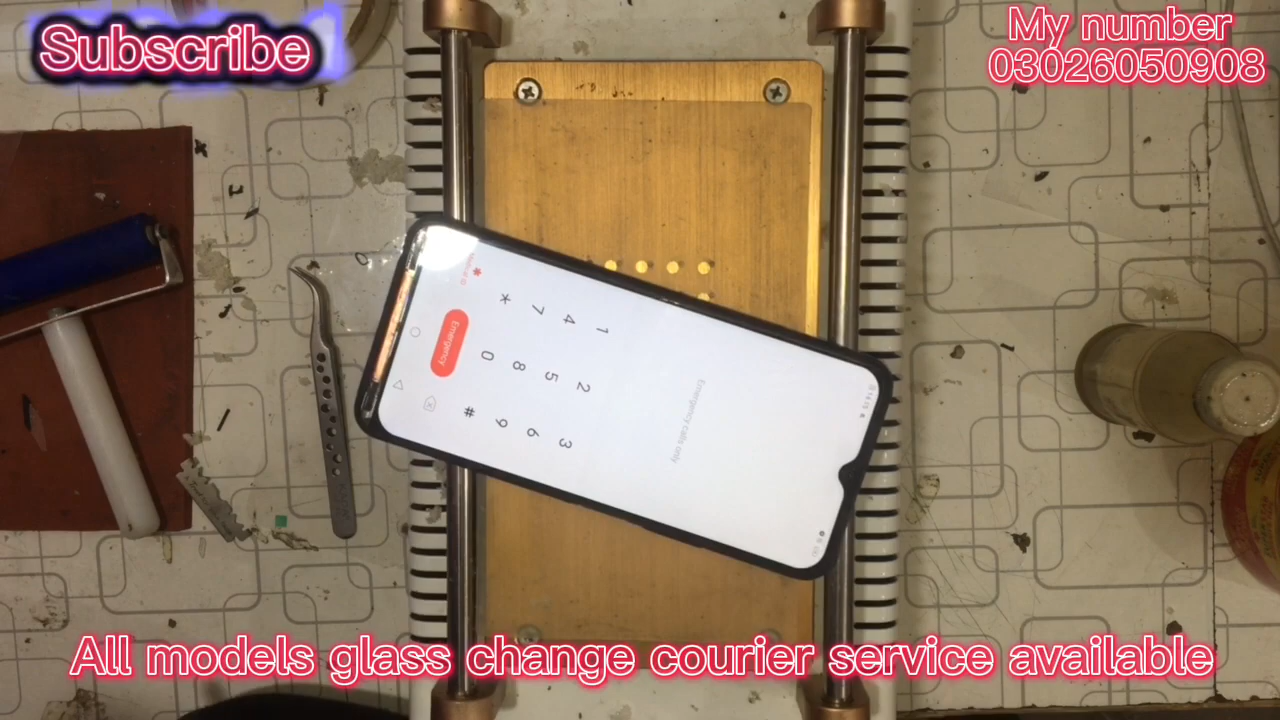 Subscribe
My number
03026050908
Emergency calls only
1 2 3
4 5 6
7 8 9
* 0 #
Emergency
All models glass change courier service available